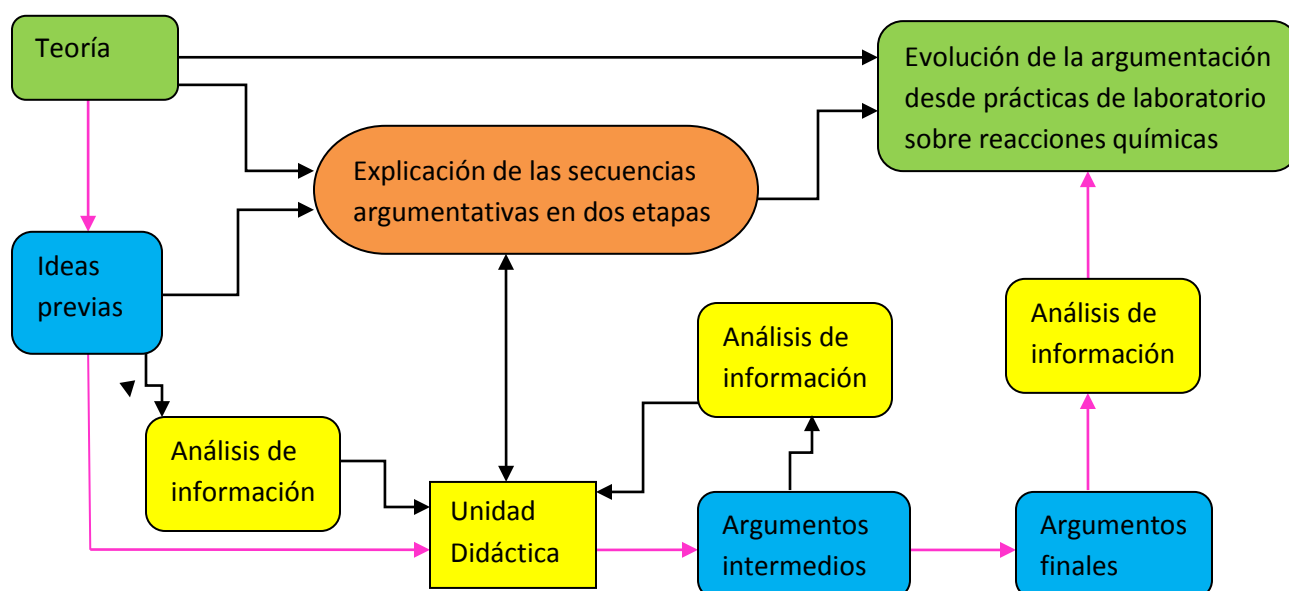 Teoría
Evolución de la argumentación
desde prácticas de laboratorio
sobre reacciones químicas
Explicación de las secuencias
argumentativas en dos etapas
Ideas
previas
Análisis de
información
Análisis de
información
Análisis de
información
Unidad
Didáctica
Argumentos
intermedios
Argumentos
finales